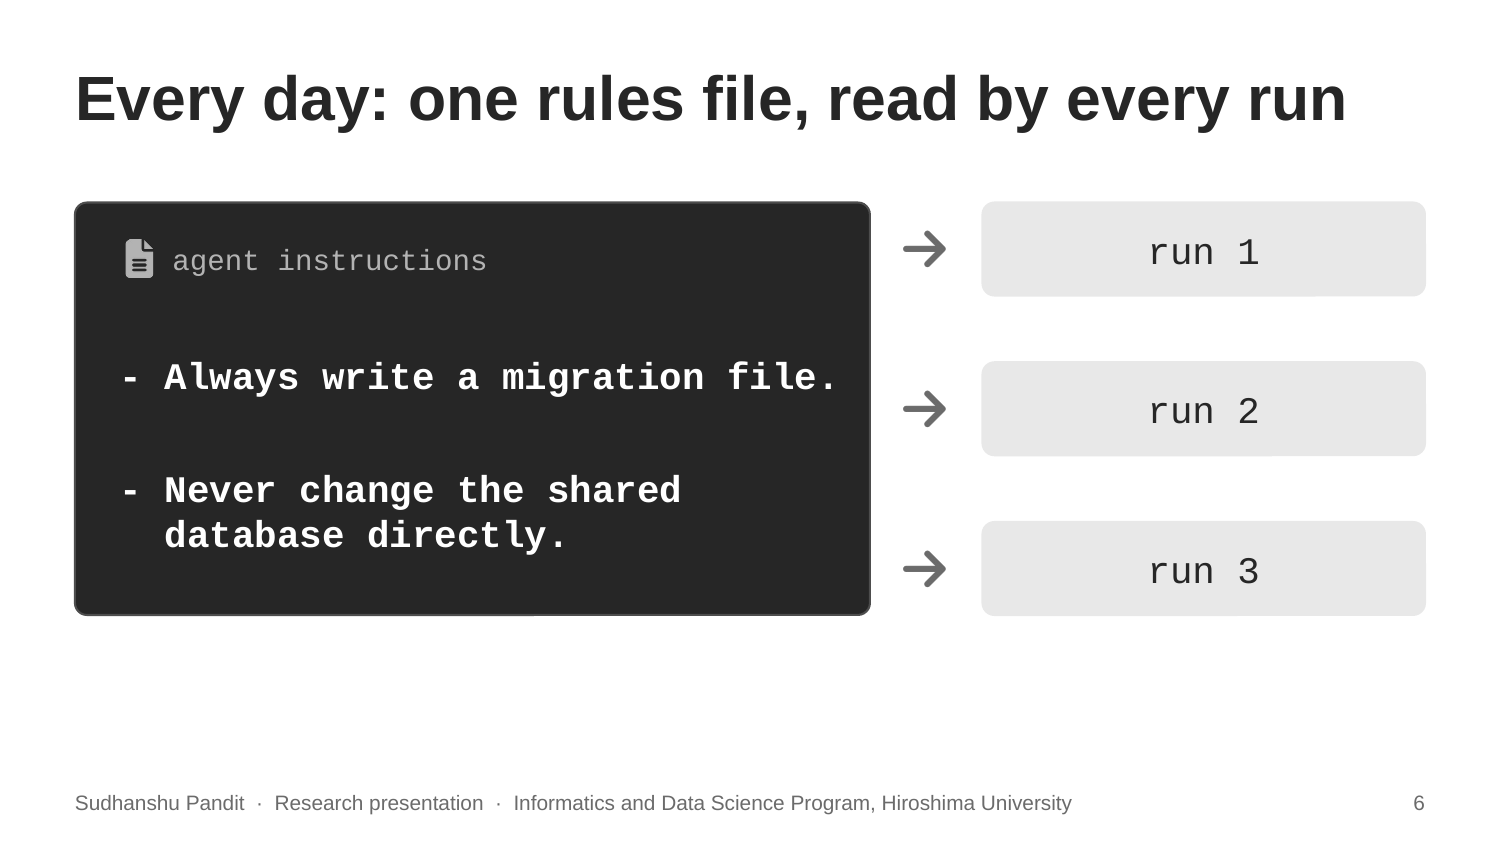 Every day: one rules file, read by every run
agent instructions
- Always write a migration file.
- Never change the shared
database directly.
run 1
run 2
run 3
Sudhanshu Pandit · Research presentation · Informatics and Data Science Program, Hiroshima University
6